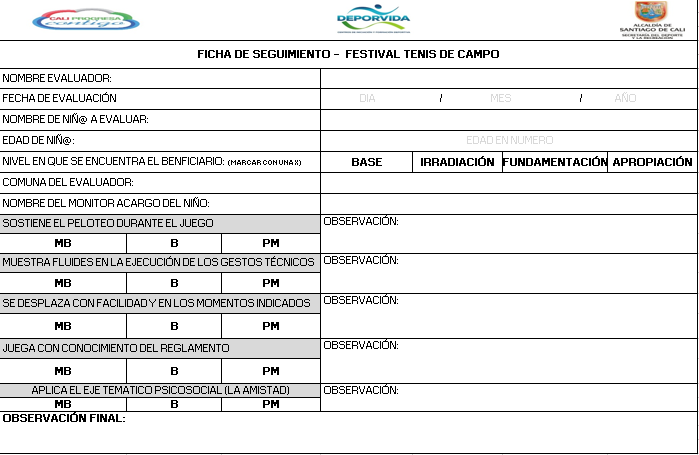 CALI PROGRESA
contigo
DEPORVIDA
ALCALDÍA DE
SANTIAGO DE CALI
SECRETARÍA DEL DEPORTE
Y LA RECREACIÓN
FICHA DE SEGUIMIENTO - FESTIVAL TENIS DE CAMPO
NOMBRE EVALUADOR:
FECHA DE EVALUACIÓN DIA / MES / AÑO
NOMBRE DE NIÑ@ A EVALUAR:
EDAD DE NIÑ@: EDAD EN NUMERO
NIVEL EN QUE SE ENCUENTRA EL BENFICIARIO: (MARCAR CON UNA X) BASE IRRADIACIÓN FUNDAMENTACIÓN APROPIACIÓN
COMUNA DEL EVALUADOR:
NOMBRE DEL MONITOR ACARGO DEL NIÑO:
SOSTIENE EL PELOTEO DURANTE EL JUEGO OBSERVACIÓN:
MB B PM
MUESTRA FLUIDES EN LA EJECUCIÓN DE LOS GESTOS TÉCNICOS OBSERVACIÓN:
MB B PM
SE DESPLAZA CON FACILIDAD Y EN LOS MOMENTOS INDICADOS OBSERVACIÓN:
MB B PM
JUEGA CON CONOCIMIENTO DEL REGLAMENTO OBSERVACIÓN:
MB B PM
APLICA EL EJE TEMATICO PSICOSOCIAL (LA AMISTAD) OBSERVACIÓN:
MB B PM
OBSERVACIÓN FINAL: